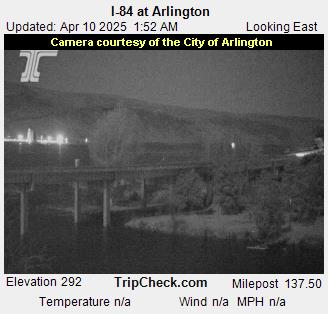 I-84 at Arlington
Updated: Apr 10 2025 1:52 AM Looking East
Camera courtesy of the City of Arlington
Elevation 292 TripCheck.com Milepost 137.50
Temperature n/a Wind n/a MPH n/a